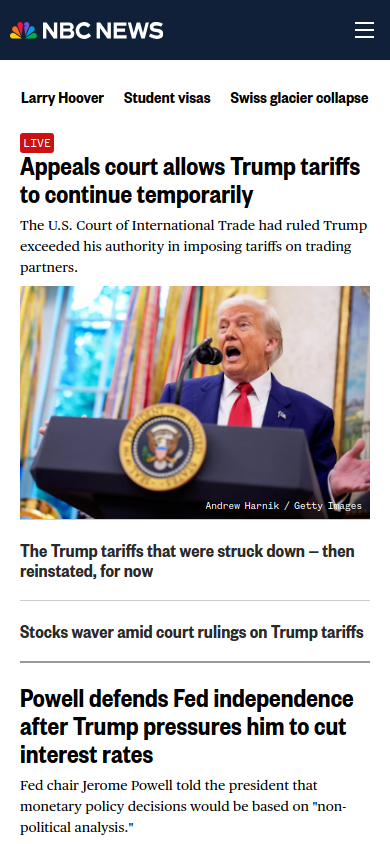 NBC NEWS
Larry Hoover Student visas Swiss glacier collapse
LIVE
Appeals court allows Trump tariffs
to continue temporarily
The U.S. Court of International Trade had ruled Trump
exceeded his authority in imposing tariffs on trading
partners.
Andrew Harnik / Getty Images
The Trump tariffs that were struck down – then
reinstated, for now
Stocks waver amid court rulings on Trump tariffs
Powell defends Fed independence
after Trump pressures him to cut
interest rates
Fed chair Jerome Powell told the president that
monetary policy decisions would be based on "non-
political analysis."